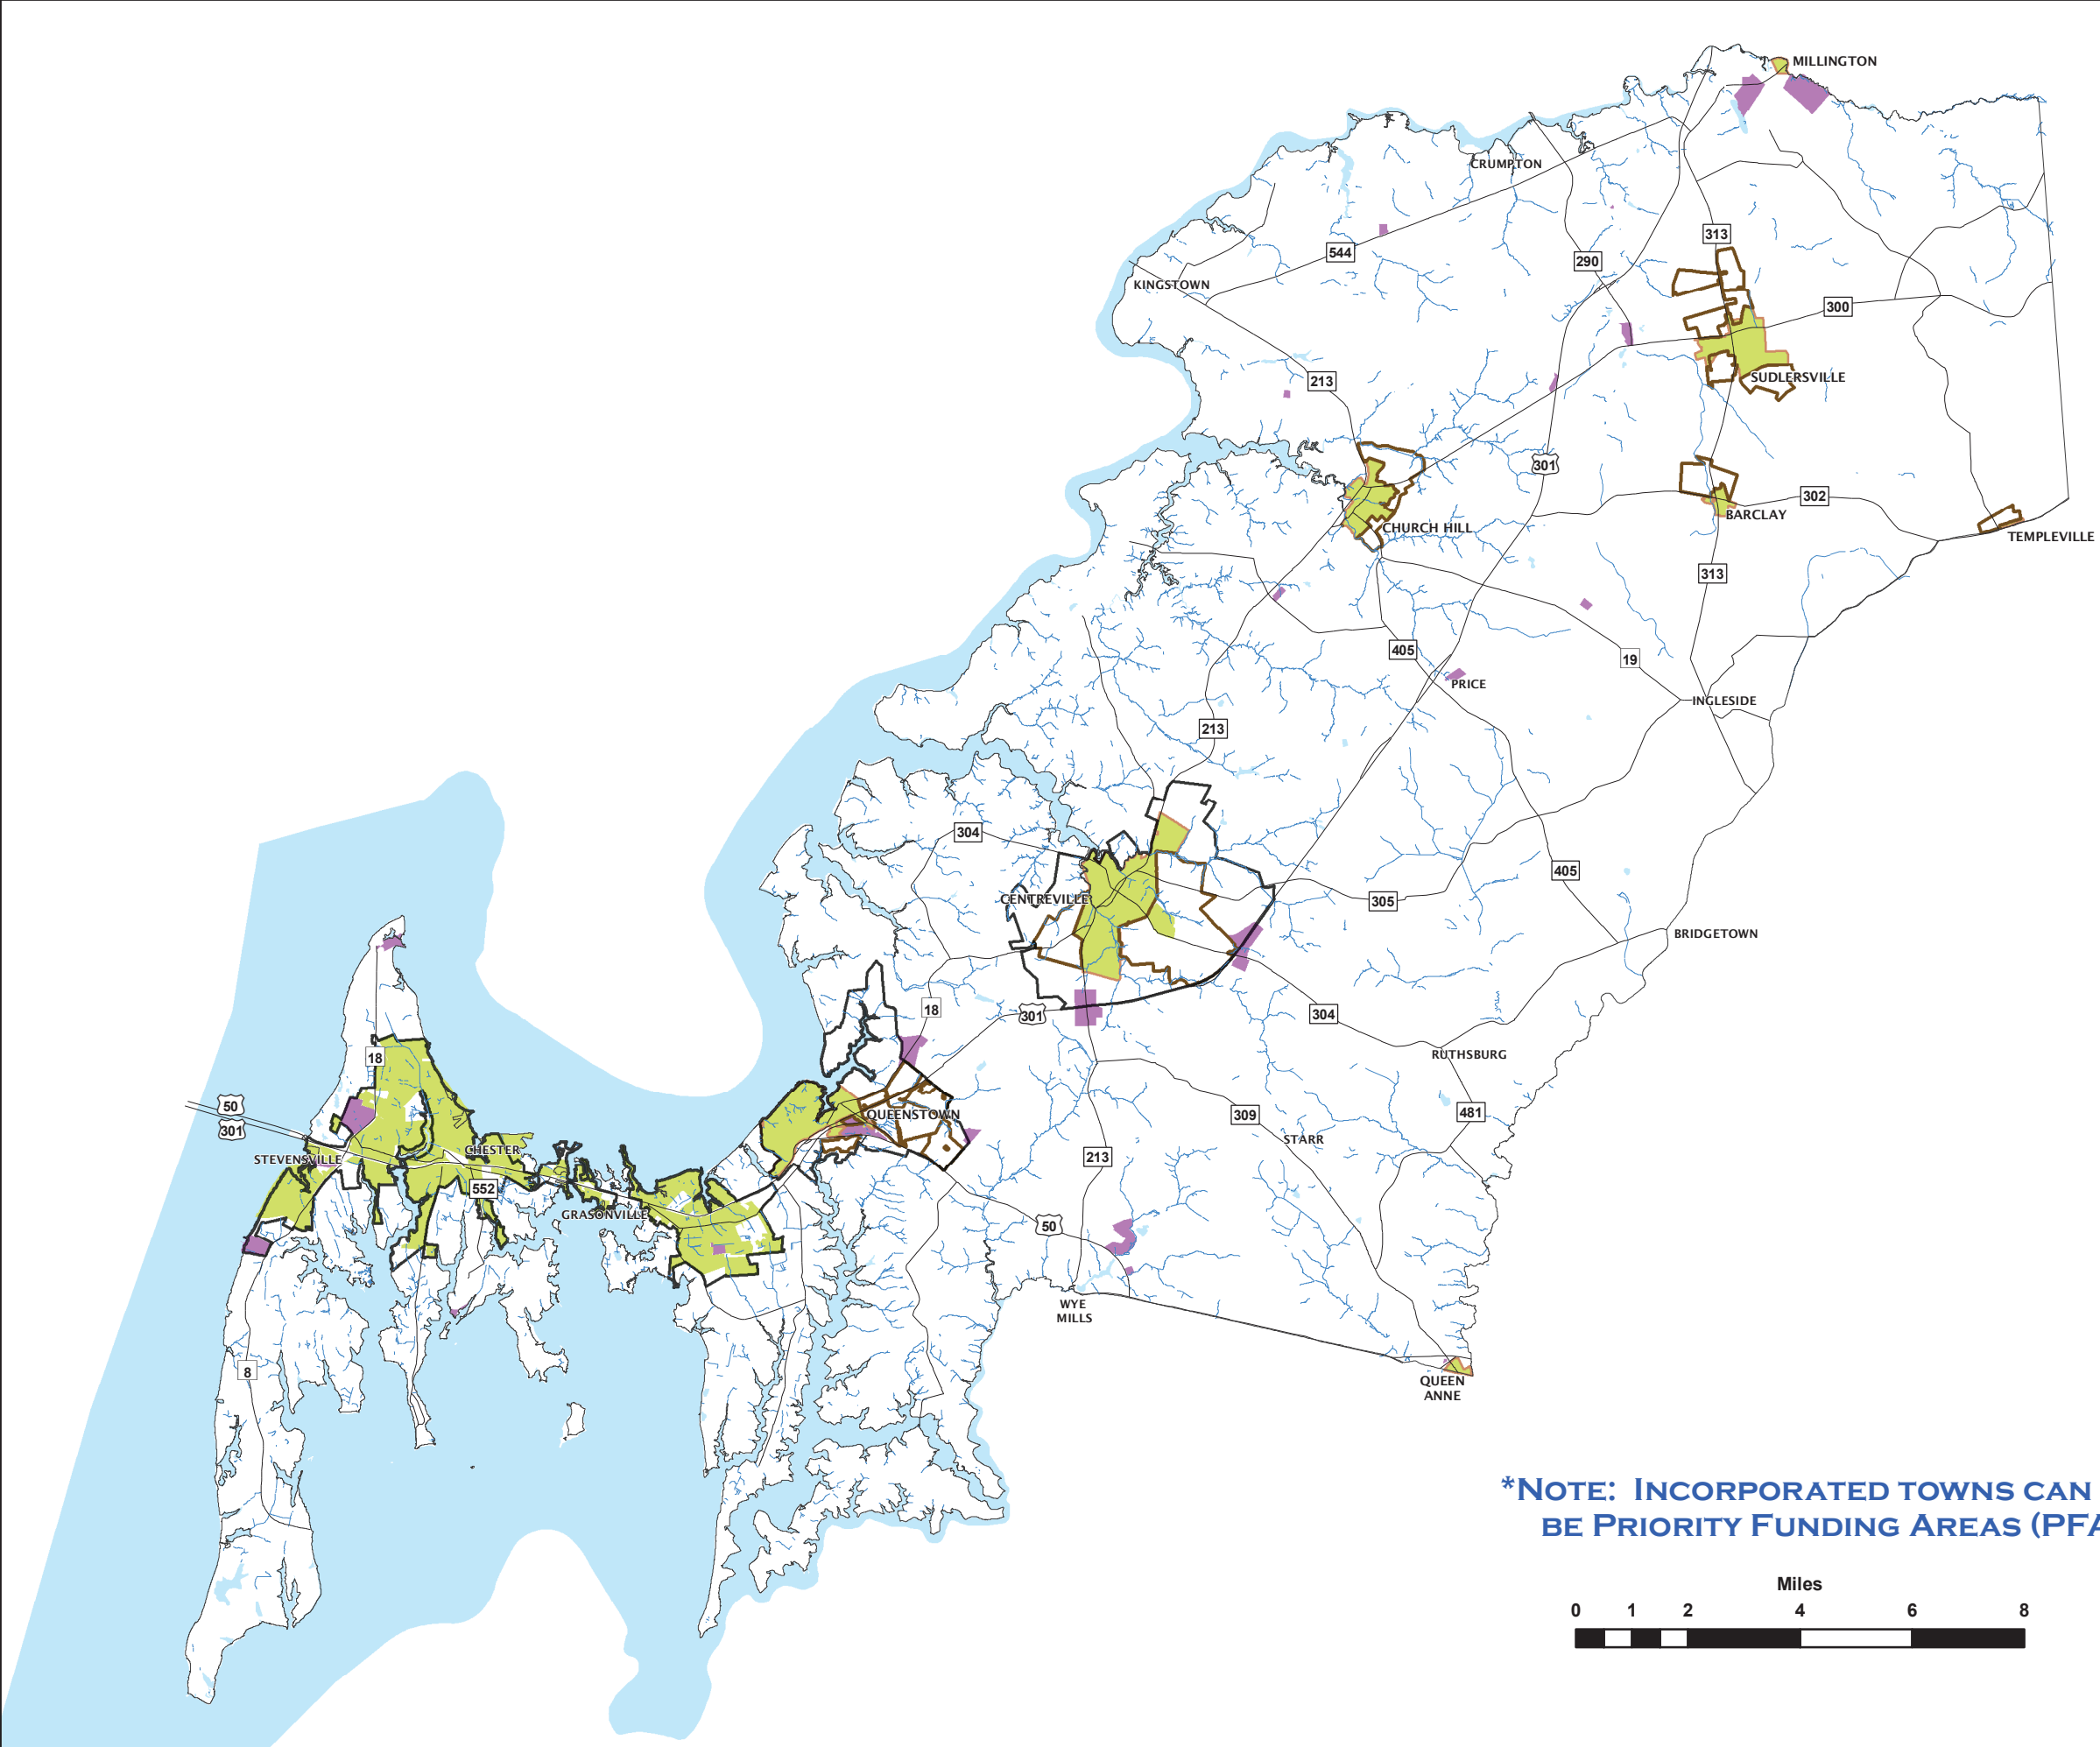 MILLINGTON
CRUMPTON
313
544
290
KINGSTOWN
300
213
SUDLERSVILLE
301
302
BARCLAY
CHURCH HILL
TEMPLEVILLE
313
405
19
PRICE
INGLESIDE
213
304
405
CENTREVILLE
305
BRIDGETOWN
18
301
304
18
RUTHSBURG
50
301
QUEENSTOWN
309
481
STARR
CHESTER
STEVENSVILLE
213
552
GRASONVILLE
50
WYE
MILLS
8
QUEEN
ANNE
*NOTE: INCORPORATED TOWNS CAN
BE PRIORITY FUNDING AREAS (PFA
Miles
0 1 2 4 6 8